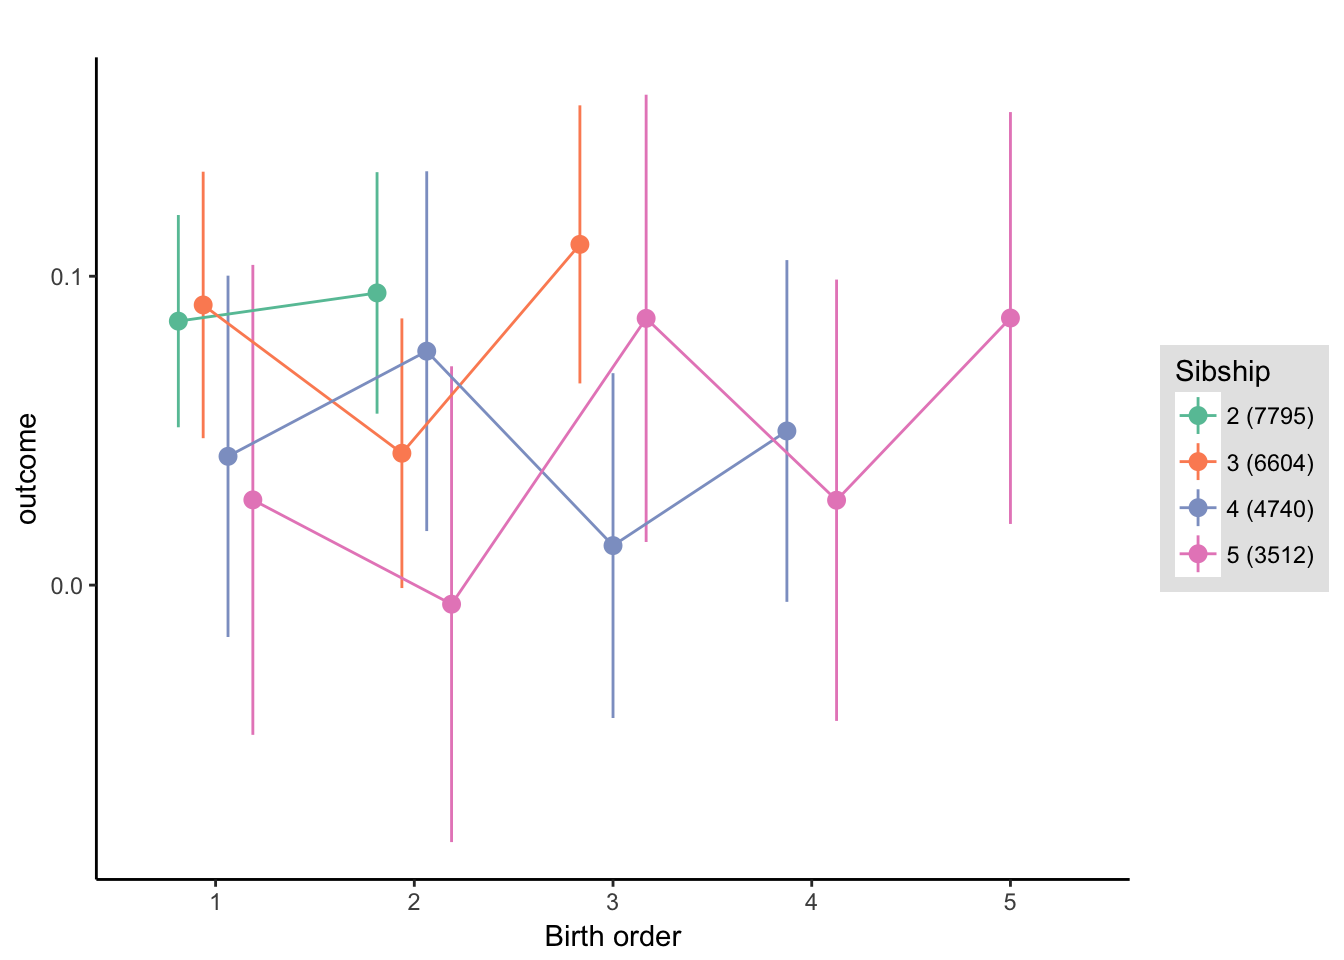 outcome
0.1
0.0
1 2 3 4 5
Birth order
Sibship
2 (7795)
3 (6604)
4 (4740)
5 (3512)